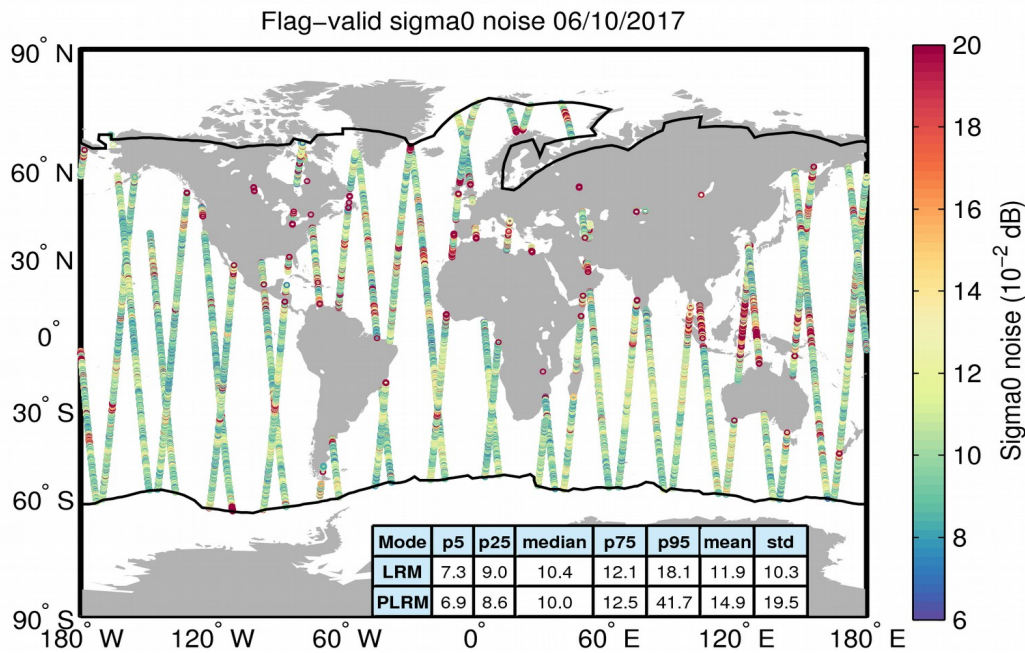 Flag-valid sigma0 noise 06/10/2017
90° N
60° N
30° N
0°
30° S
60° S
90° S
180° W
120° W
60° W
0°
60° E
120° E
180° E
Mode p5 p25 median p75 p95 mean std
LRM 7.3 9.0 10.4 12.1 18.1 11.9 10.3
PLRM 6.9 8.6 10.0 12.5 41.7 14.9 19.5
20
18
16
14
12
10
8
6
Sigma0 noise (10⁻² dB)